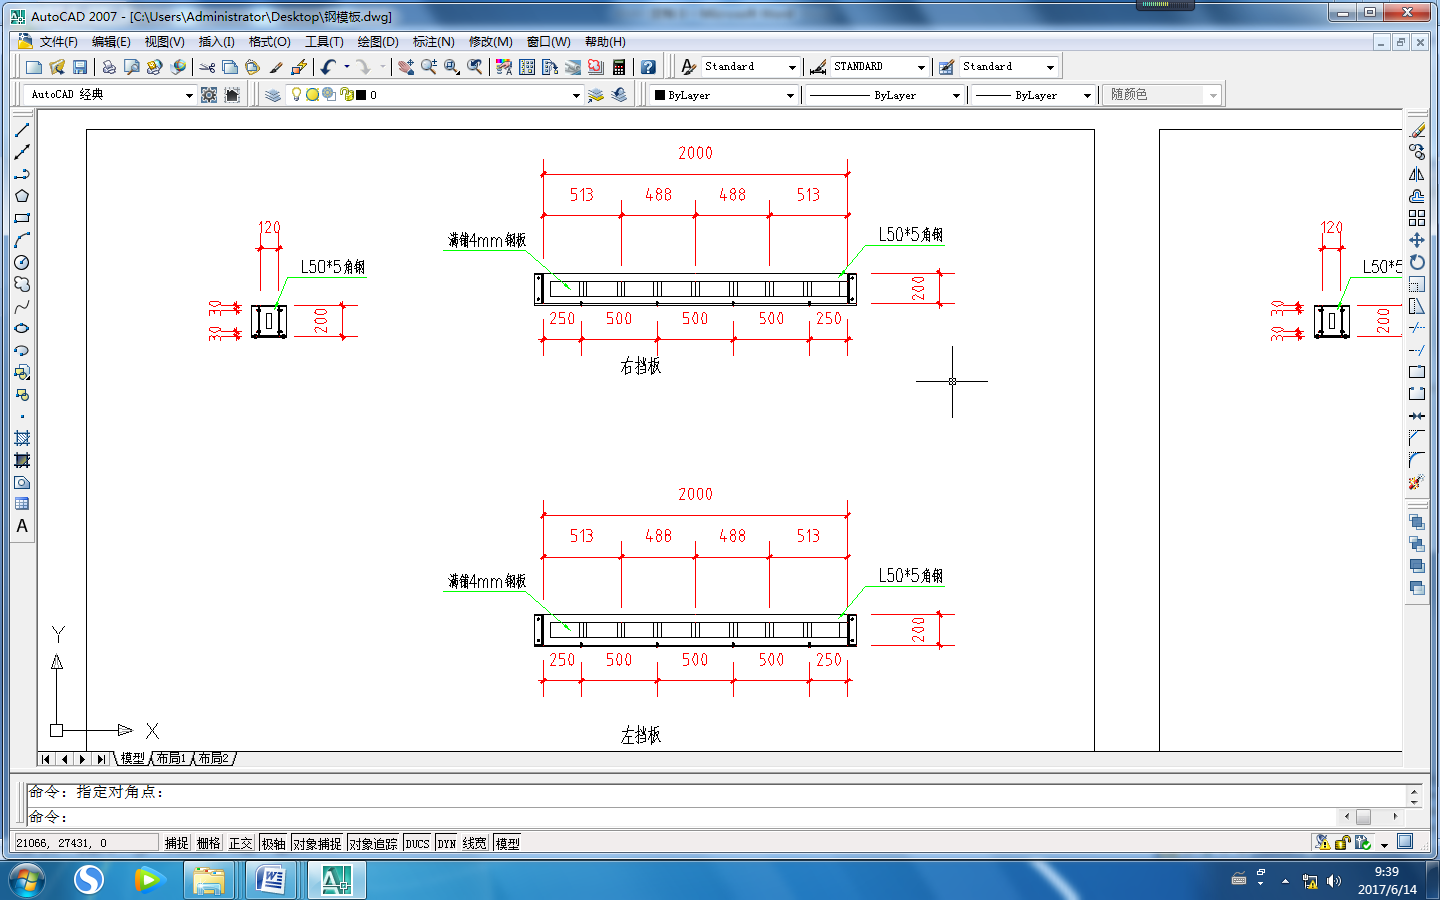 AutoCAD 2007 - [C:\Users\Administrator\Desktop\钢模板.dwg]
文件(F) 编辑(E) 视图(V) 插入(I) 格式(O) 工具(T) 绘图(D) 标注(N) 修改(M) 窗口(W) 帮助(H)
Standard STANDARD Standard
AutoCAD 经典 0 ByLayer ByLayer ByLayer 随颜色
2000
513 488 488 513
120 120
满铺4mm钢板 L50*5角钢
L50*5角钢 L50*5
200
30 200 30 200
30 30
250 500 500 500 250
右挡板
2000
513 488 488 513
满铺4mm钢板 L50*5角钢
200
250 500 500 500 250
Y
X
左挡板
模型 布局1 布局2
命令: 指定对角点:
命令:
21066, 27431, 0 捕捉 栅格 正交 极轴 对象捕捉 对象追踪 DUCS DYN 线宽 模型
9:39
2017/6/14